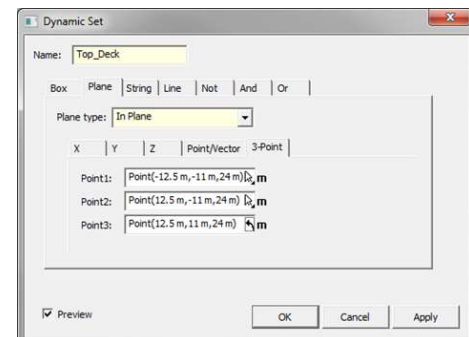 Dynamic Set
Name: Top_Deck
Box Plane String Line Not And Or
Plane type: In Plane
X Y Z Point/Vector 3-Point
Point1: Point(-12.5 m,-11 m,24 m) m
Point2: Point(12.5 m,-11 m,24 m) m
Point3: Point(12.5 m,11 m,24 m) m
Preview OK Cancel Apply